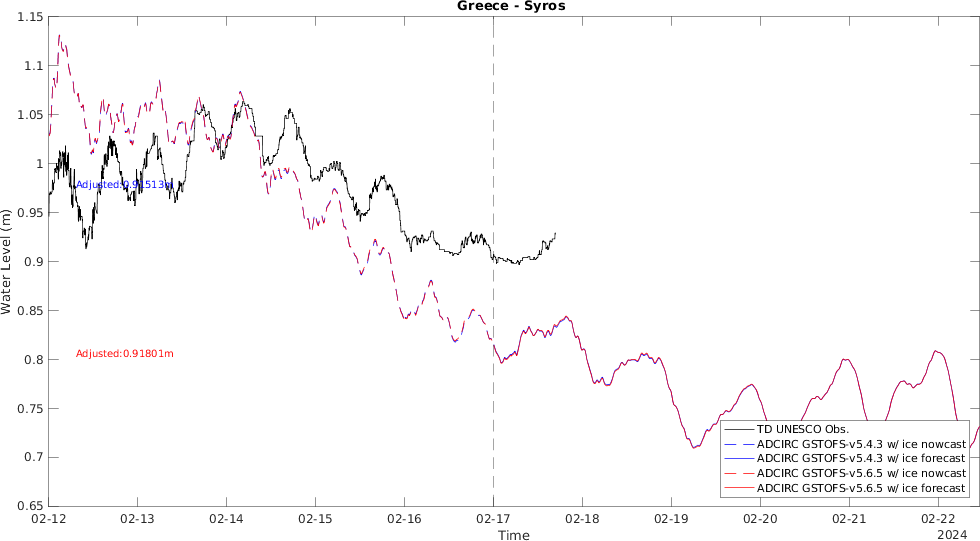 Greece - Syros
1.15
1.1
1.05
1
0.95
0.9
0.85
0.8
0.75
0.7
0.65
Water Level (m)
Adjusted:0.91513m
Adjusted:0.91801m
TD UNESCO Obs.
ADCIRC GSTOFS-v5.4.3 w/ ice nowcast
ADCIRC GSTOFS-v5.4.3 w/ ice forecast
ADCIRC GSTOFS-v5.6.5 w/ ice nowcast
ADCIRC GSTOFS-v5.6.5 w/ ice forecast
02-12 02-13 02-14 02-15 02-16 02-17 02-18 02-19 02-20 02-21 02-22
Time
2024